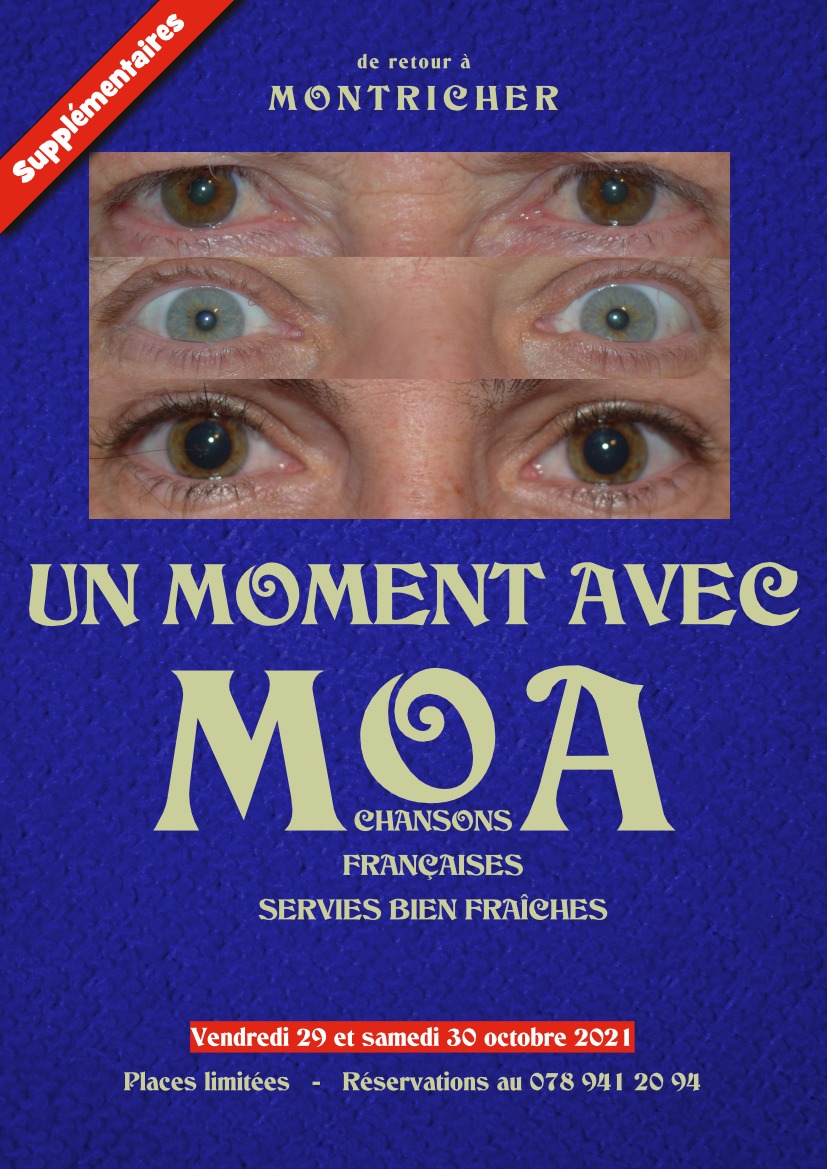 Supplémentaires
de retour à
MONTRICHER
UN MOMENT AVEC
MOA
CHANSONS
FRANÇAISES
SERVIES BIEN FRAÎCHES
Vendredi 29 et samedi 30 octobre 2021
Places limitées - Réservations au 078 941 20 94